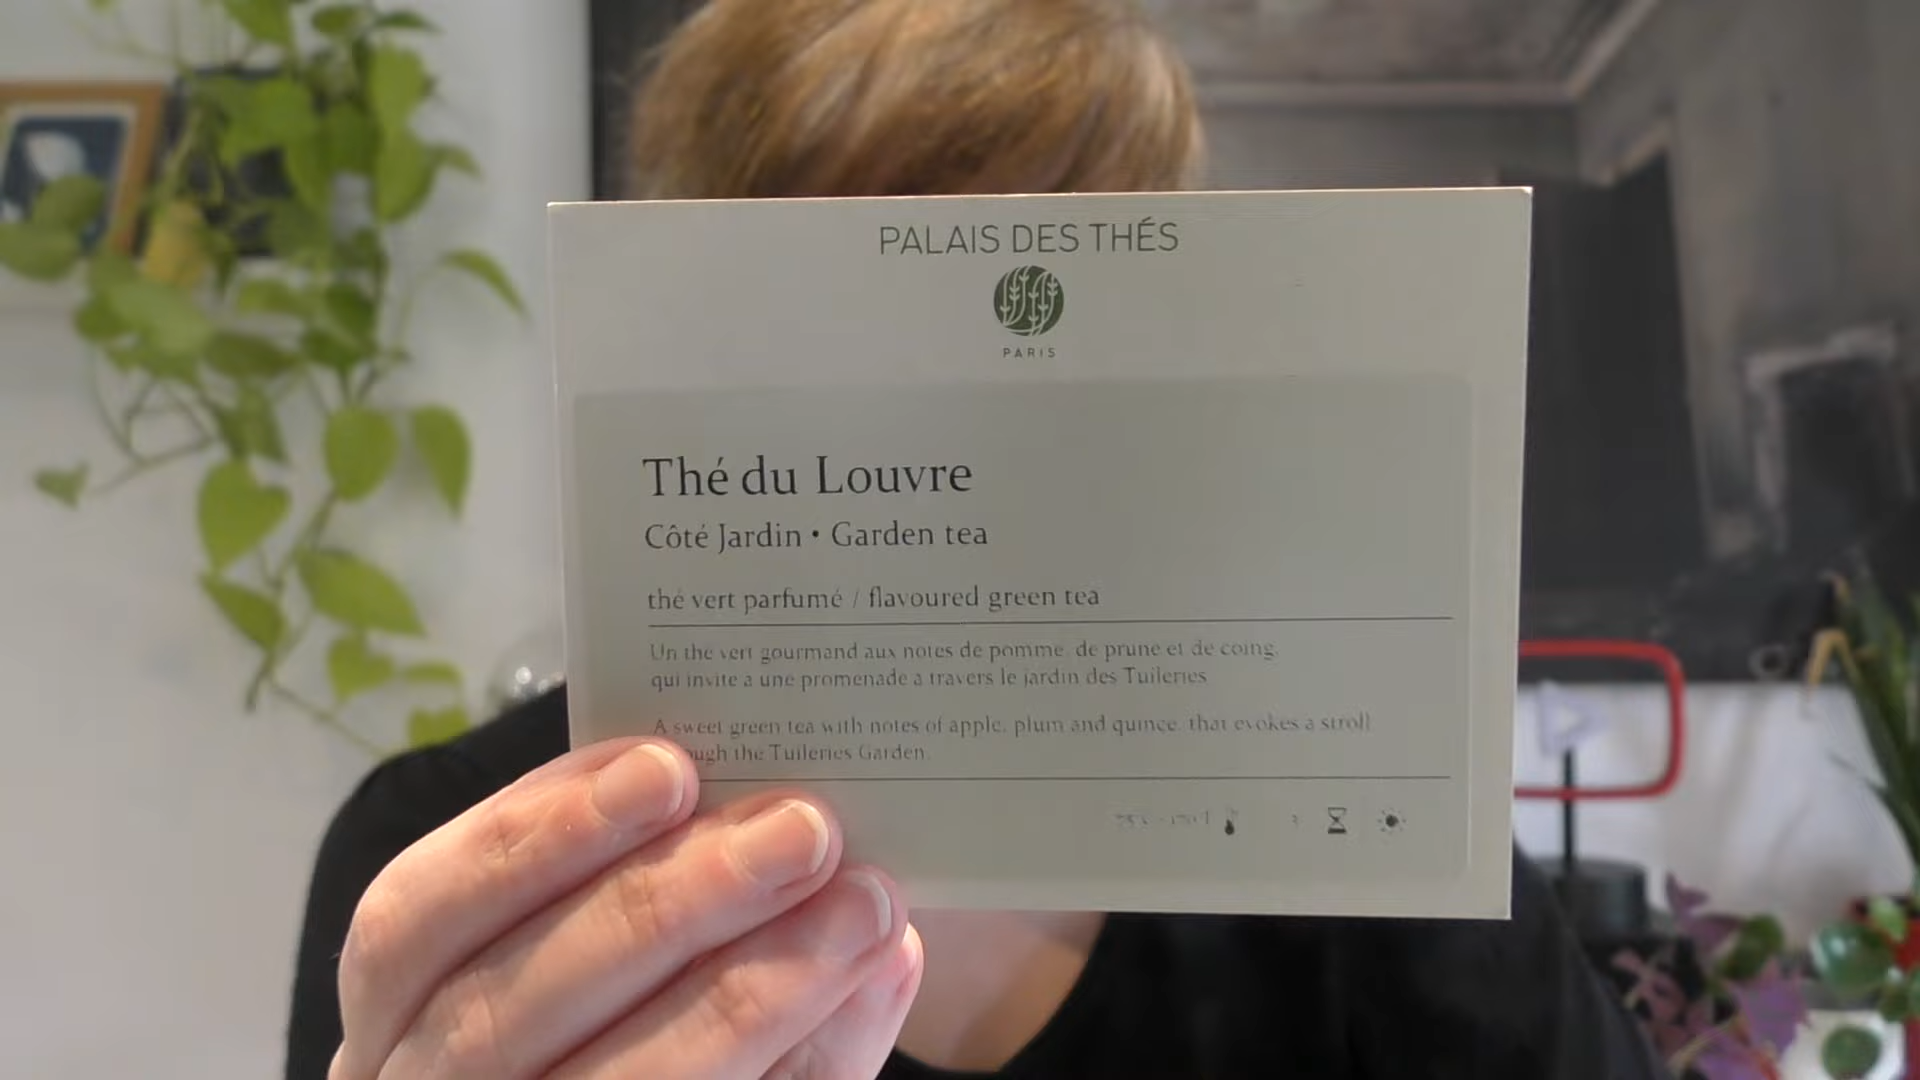 PALAIS DES THÉS
PARIS
Thé du Louvre
Côté Jardin • Garden tea
thé vert parfumé / flavoured green tea
Un thé vert gourmand aux notes de pomme, de prune et de coing,
qui invite à une promenade à travers le jardin des Tuileries
A sweet green tea with notes of apple, plum and quince, that evokes a stroll
the Tuileries Garden.